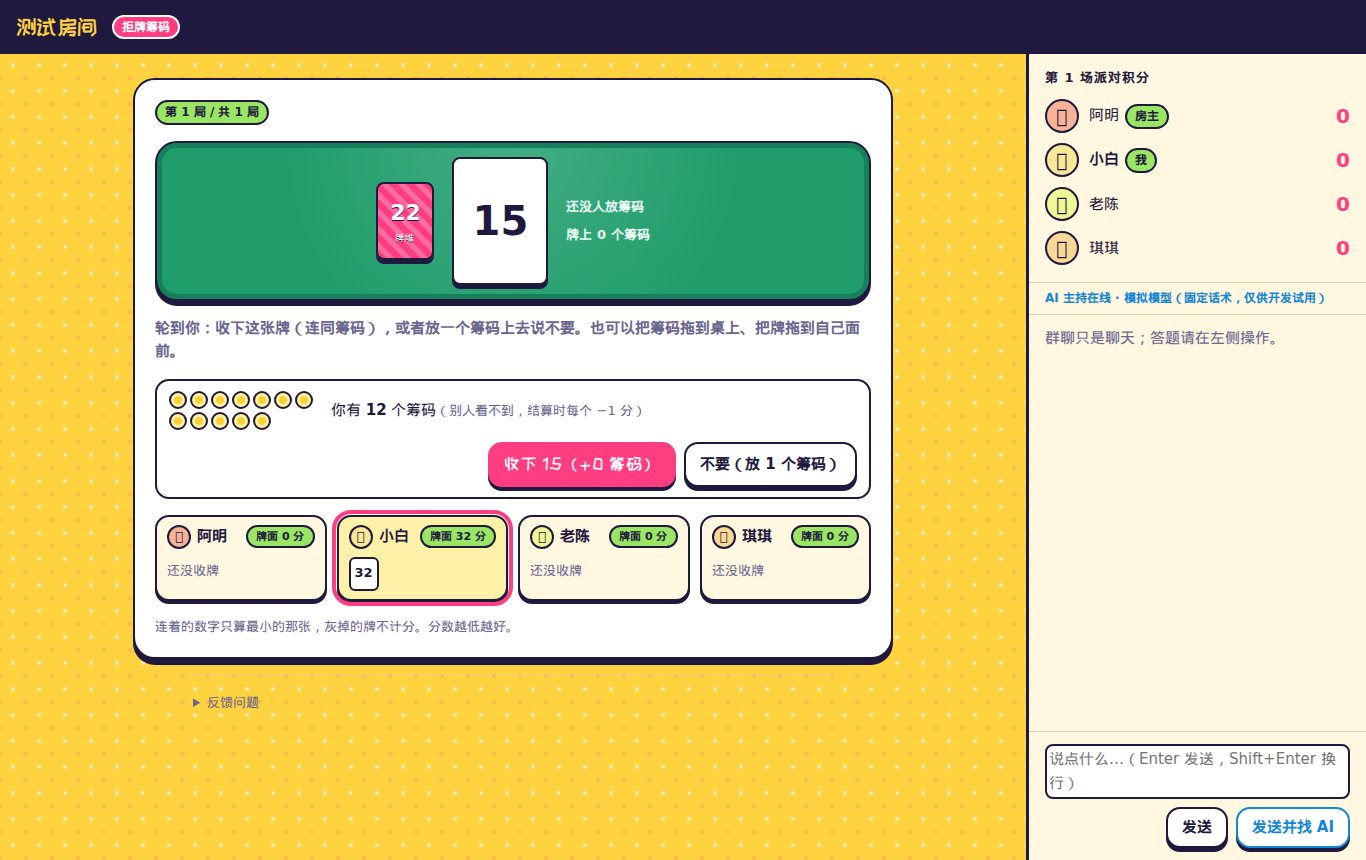 测试房间 拒牌筹码
第 1 局 / 共 1 局
22
牌堆
15
还没人放筹码
牌上 0 个筹码
轮到你：收下这张牌（连同筹码），或者放一个筹码上去说不要。也可以把筹码拖到桌上、把牌拖到自己面
前。
你有 12 个筹码（别人看不到，结算时每个 −1 分）
收下 15（+0 筹码） 不要（放 1 个筹码）
阿明 牌面 0 分
还没收牌
小白 牌面 32 分
32
老陈 牌面 0 分
还没收牌
琪琪 牌面 0 分
还没收牌
连着的数字只算最小的那张，灰掉的牌不计分。分数越低越好。
▶ 反馈问题
第 1 场派对积分
阿明 房主 0
小白 我 0
老陈 0
琪琪 0
AI 主持在线 · 模拟模型（固定话术，仅供开发试用）
群聊只是聊天；答题请在左侧操作。
说点什么…（Enter 发送，Shift+Enter 换
行）
发送 发送并找 AI